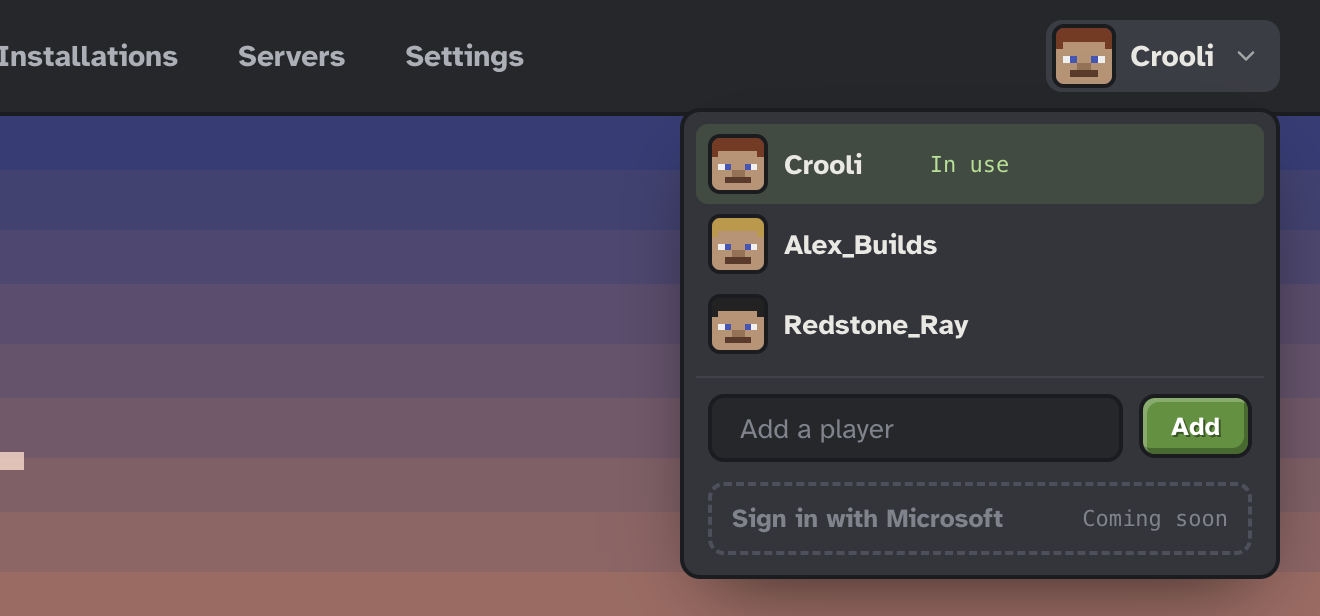 Installations Servers Settings Crooli
Crooli In use
Alex_Builds
Redstone_Ray
Add a player Add
Sign in with Microsoft Coming soon